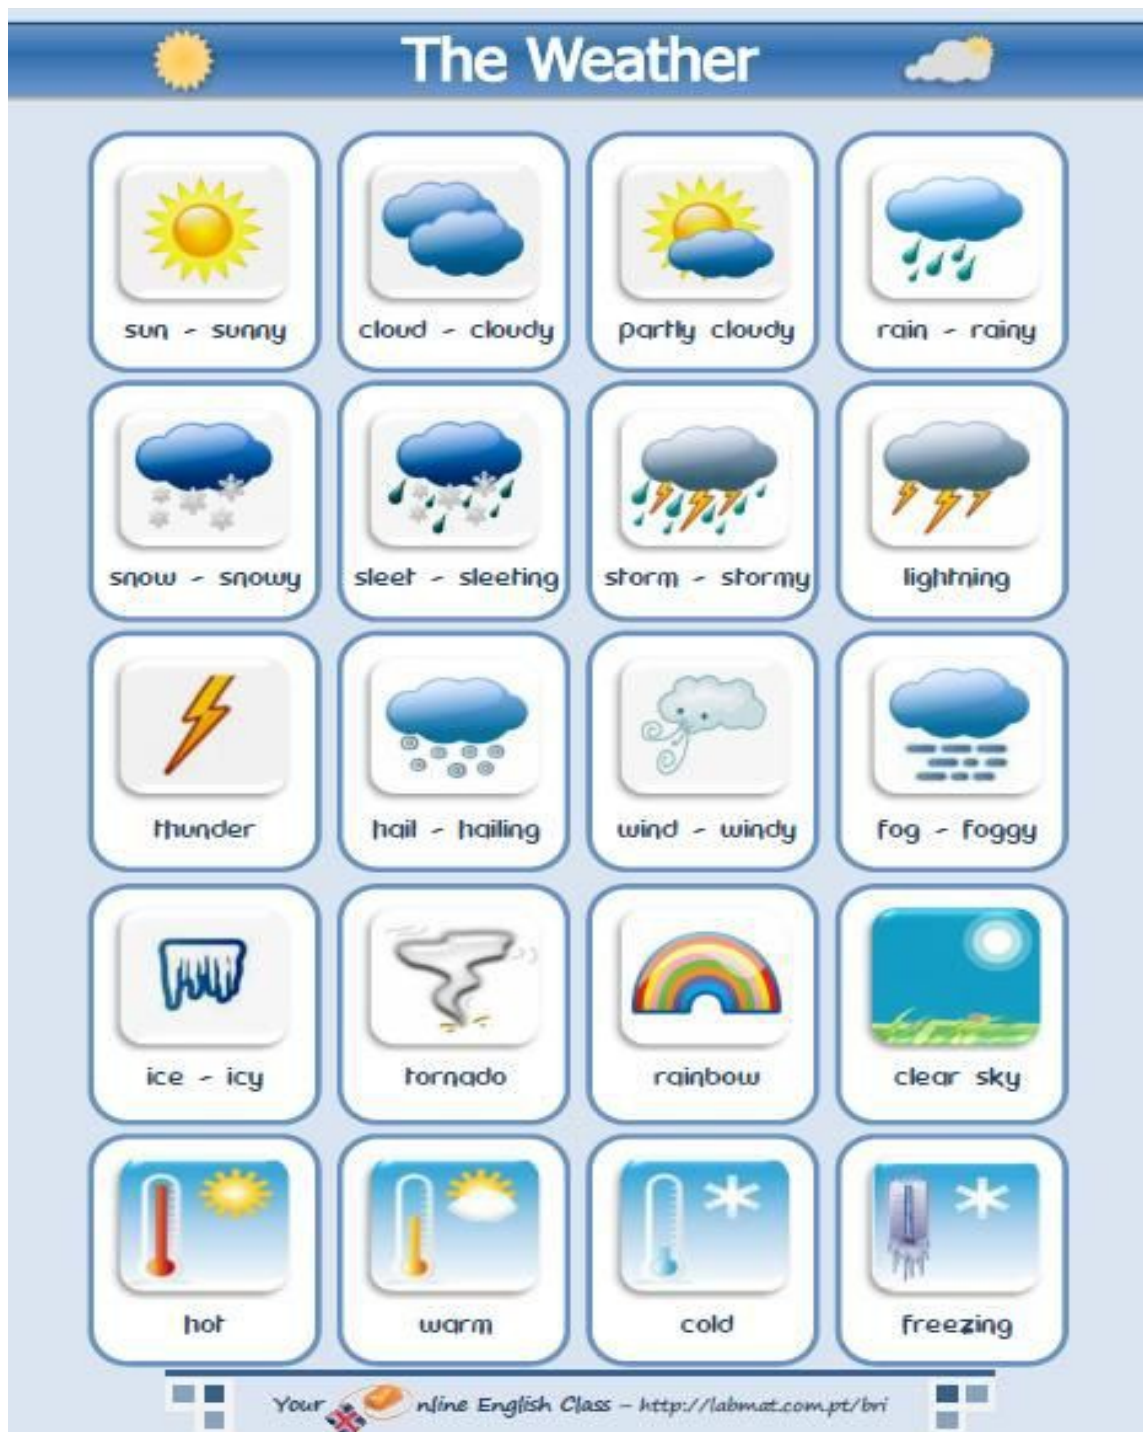 The Weather
sun - sunny
cloud - cloudy
partly cloudy
rain - rainy
snow - snowy
sleet - sleeting
storm - stormy
lightning
thunder
hail - hailing
wind - windy
fog - foggy
ice - icy
tornado
rainbow
clear sky
hot
warm
cold
freezing
Your nline English Class – http://labmat.com.pt/bri